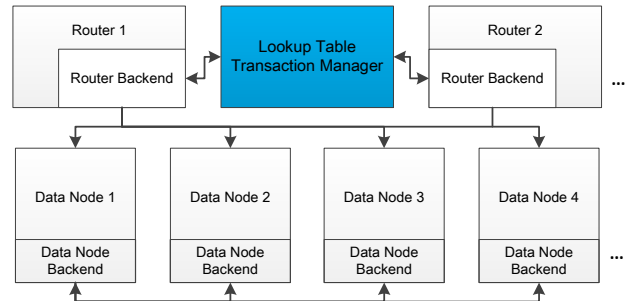 Router 1
Router Backend
Lookup Table
Transaction Manager
Router 2
Router Backend
...
Data Node 1
Data Node 2
Data Node 3
Data Node 4
Data Node
Backend
Data Node
Backend
Data Node
Backend
Data Node
Backend
...